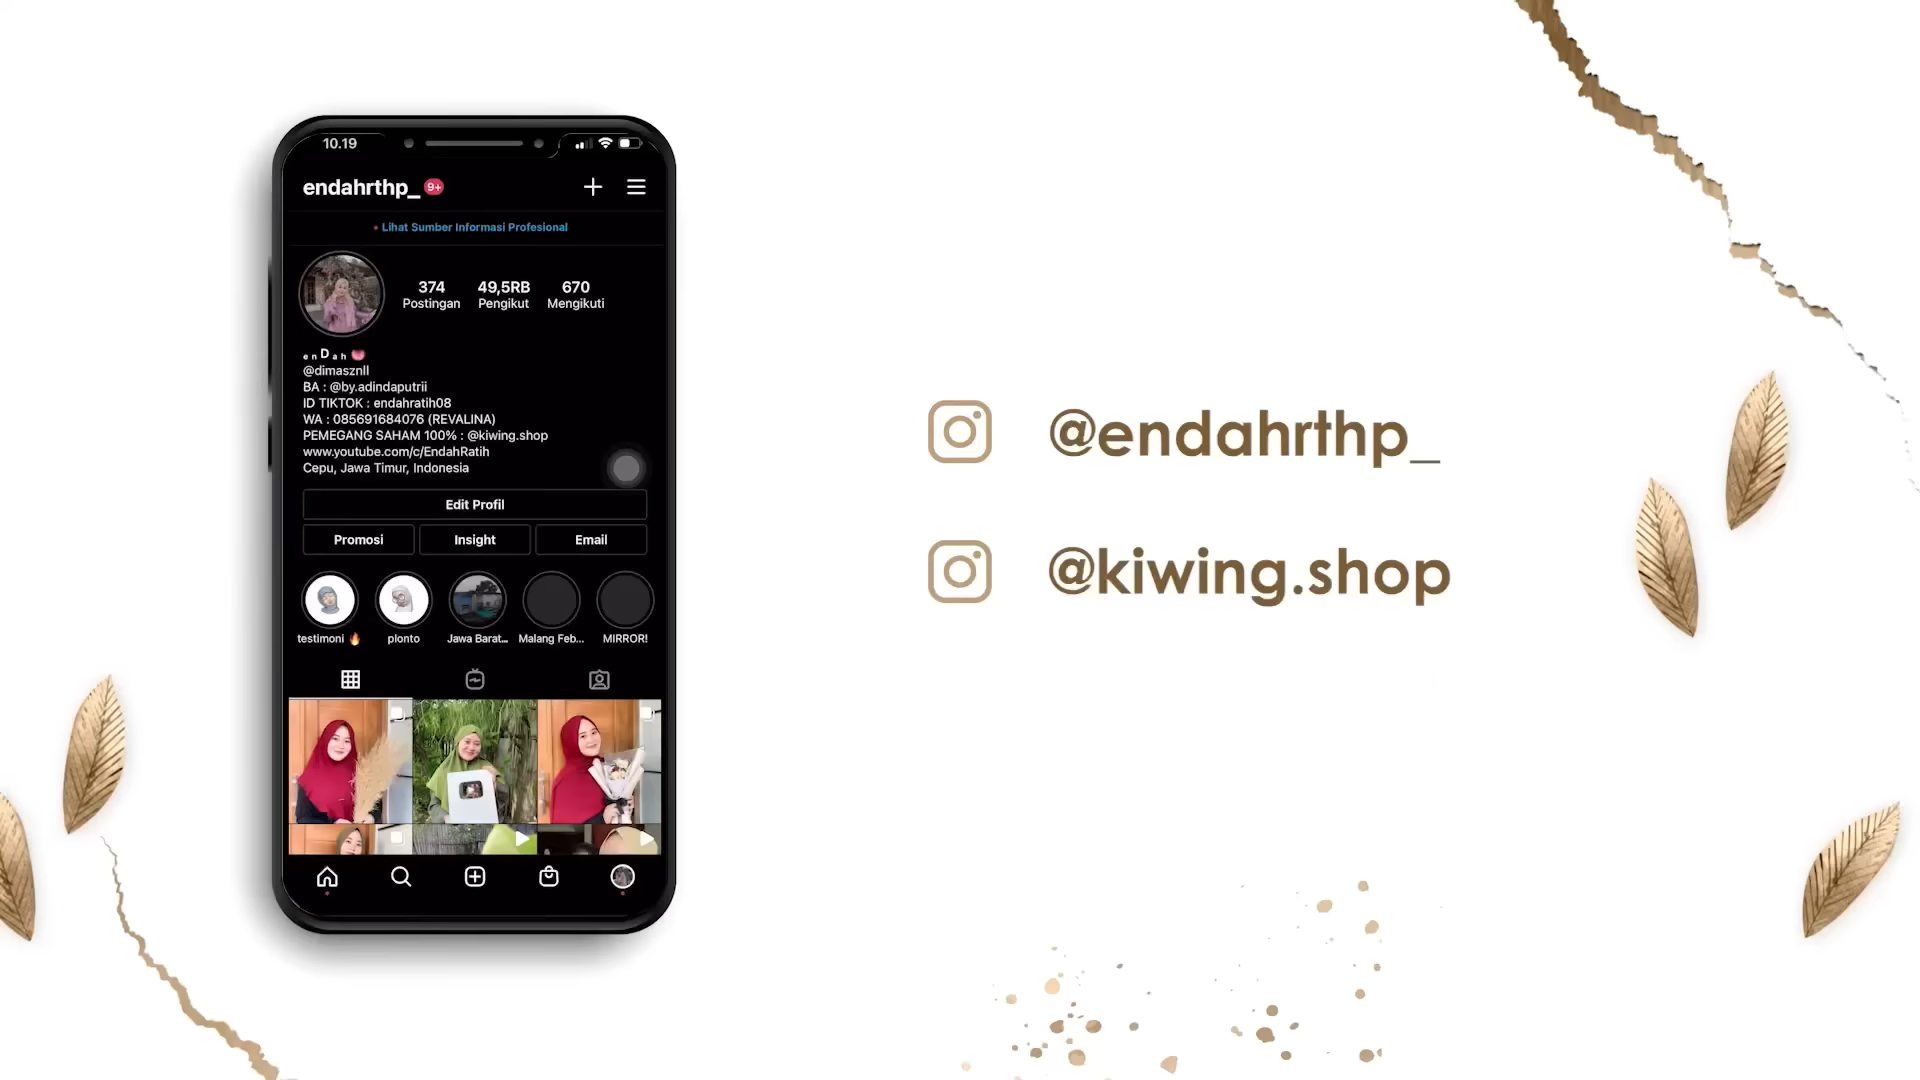 10.19
endahrthp_ 9+
Lihat Sumber Informasi Profesional
374 49,5RB 670
Postingan Pengikut Mengikuti
enDah
@dimasznll
BA : @by.adindaputrii
ID TIKTOK : endahratih08
WA : 085691684076 (REVALINA)
PEMEGANG SAHAM 100% : @kiwing.shop
www.youtube.com/c/EndahRatih
Cepu, Jawa Timur, Indonesia
Edit Profil
Promosi Insight Email
testimoni 🔥 plonto Jawa Barat... Malang Feb... MIRROR!
@endahrthp_
@kiwing.shop